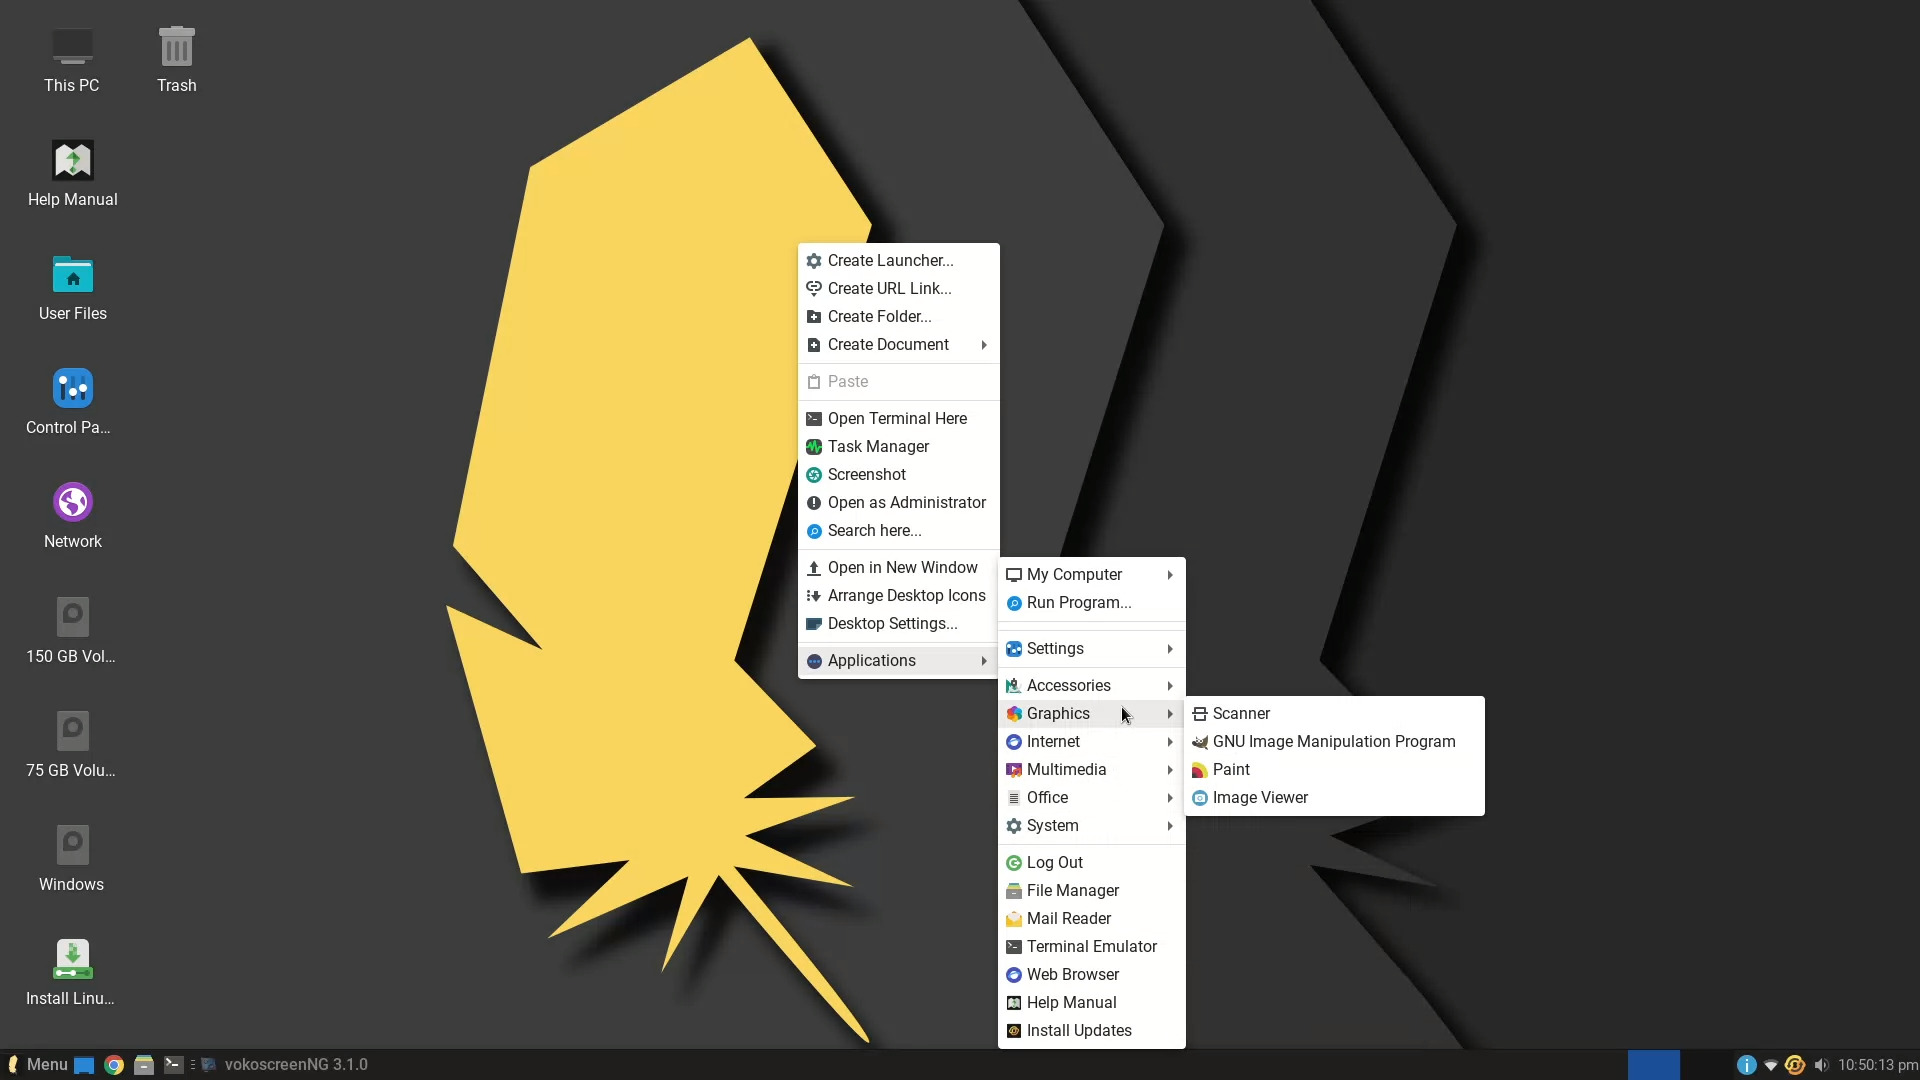 This PC
Trash
Help Manual
User Files
Control Pa...
Network
150 GB Vol...
75 GB Volu...
Windows
Install Linu...
Create Launcher...
Create URL Link...
Create Folder...
Create Document
Paste
Open Terminal Here
Task Manager
Screenshot
Open as Administrator
Search here...
Open in New Window
Arrange Desktop Icons
Desktop Settings...
Applications
My Computer
Run Program...
Settings
Accessories
Graphics
Internet
Multimedia
Office
System
Log Out
File Manager
Mail Reader
Terminal Emulator
Web Browser
Help Manual
Install Updates
Scanner
GNU Image Manipulation Program
Paint
Image Viewer
Menu
vokoscreenNG 3.1.0
10:50:13 pm